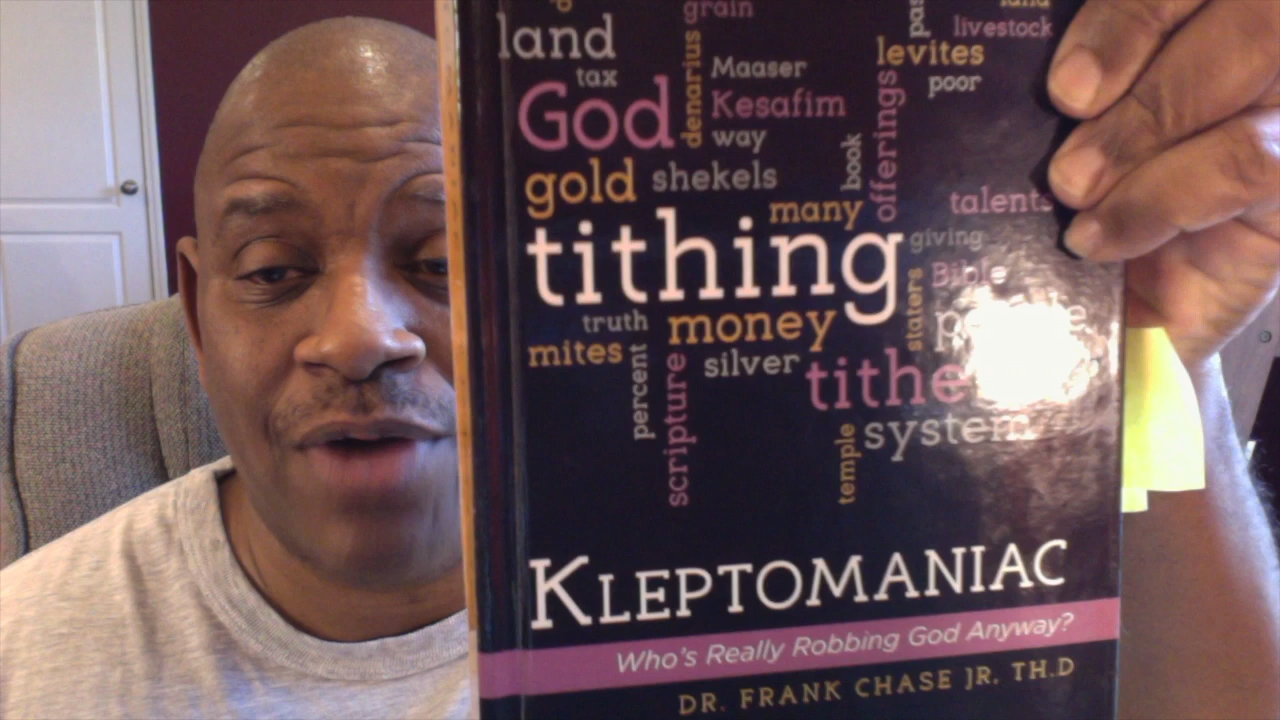 grain
land
livestock
levites
tax
Maaser
poor
God
denarius
Kesafim
way
offerings
book
gold
shekels
many
talents
tithing
giving
Bible
staters
truth
money
mites
silver
percent
scripture
tithe
system
temple
KLEPTOMANIAC
Who's Really Robbing God Anyway?
DR. FRANK CHASE JR, TH.D